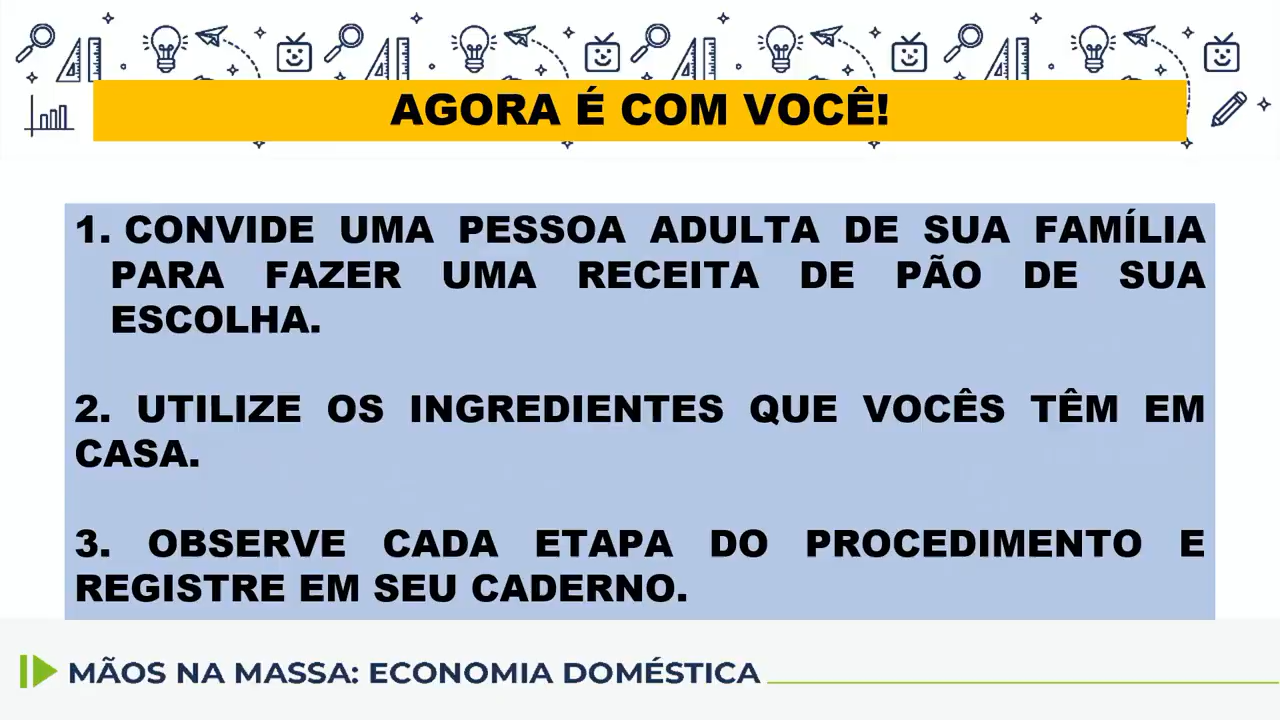 AGORA É COM VOCÊ!
1. CONVIDE UMA PESSOA ADULTA DE SUA FAMÍLIA
PARA FAZER UMA RECEITA DE PÃO DE SUA
ESCOLHA.
2. UTILIZE OS INGREDIENTES QUE VOCÊS TÊM EM
CASA.
3. OBSERVE CADA ETAPA DO PROCEDIMENTO E
REGISTRE EM SEU CADERNO.
MÃOS NA MASSA: ECONOMIA DOMÉSTICA